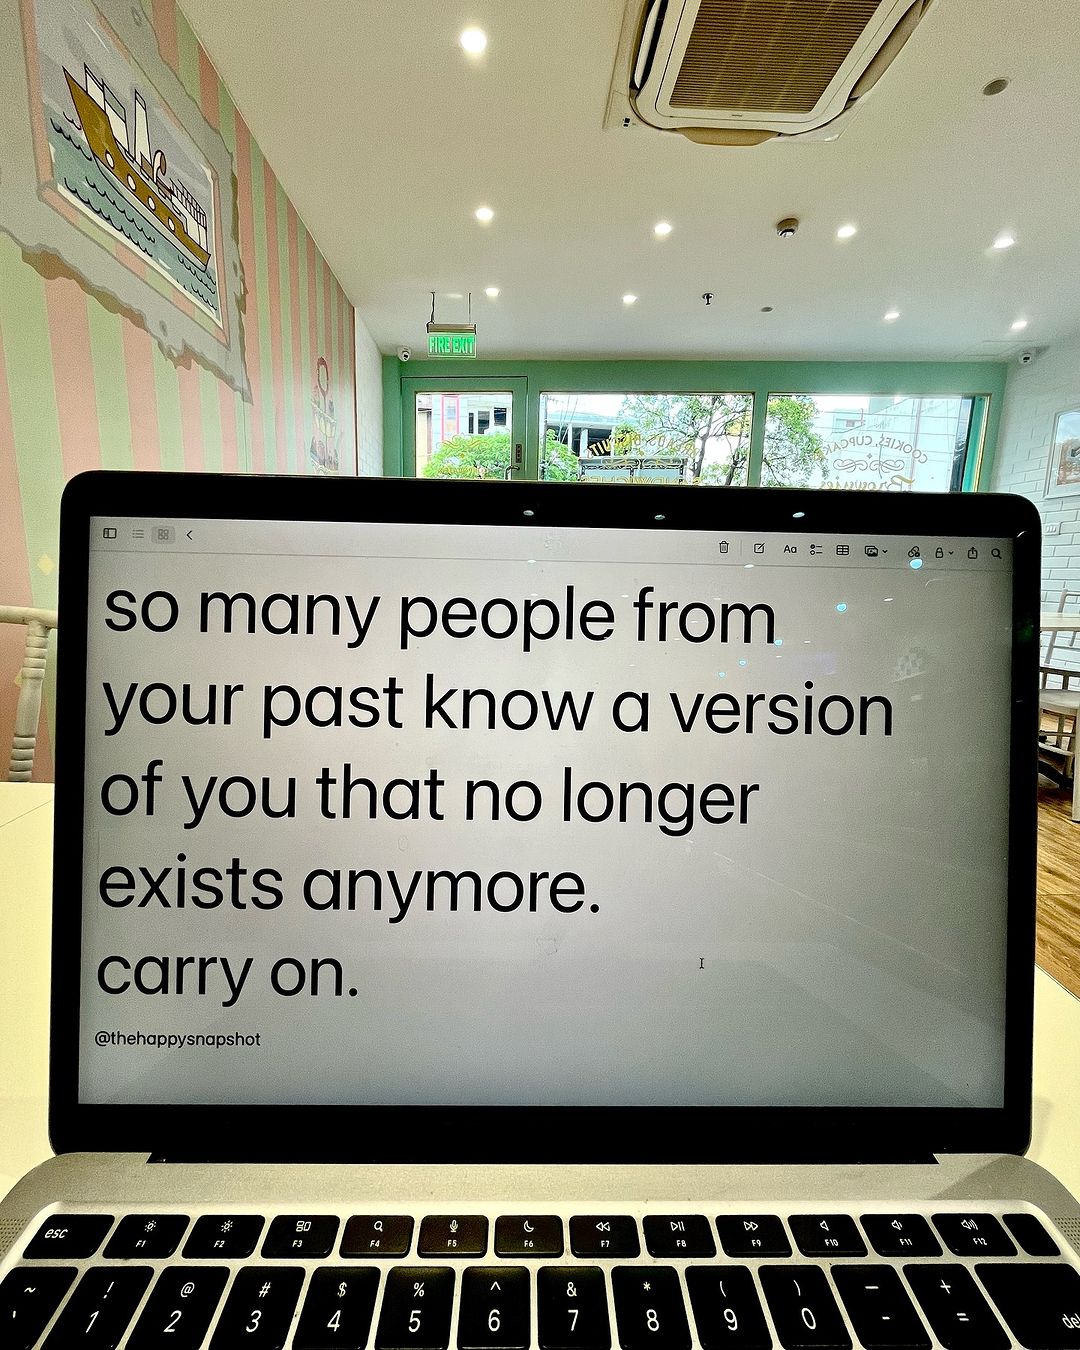 FIRE EXIT
COOKIES, CUPCAKE
Brownies
so many people from
your past know a version
of you that no longer
exists anymore.
carry on.
@thehappysnapshot
Aa
esc
F1 F2 F3 F4 F5 F6 F7 F8 F9 F10 F11 F12
~ ! @ # $ % ^ & * ( ) _ +
` 1 2 3 4 5 6 7 8 9 0 - =